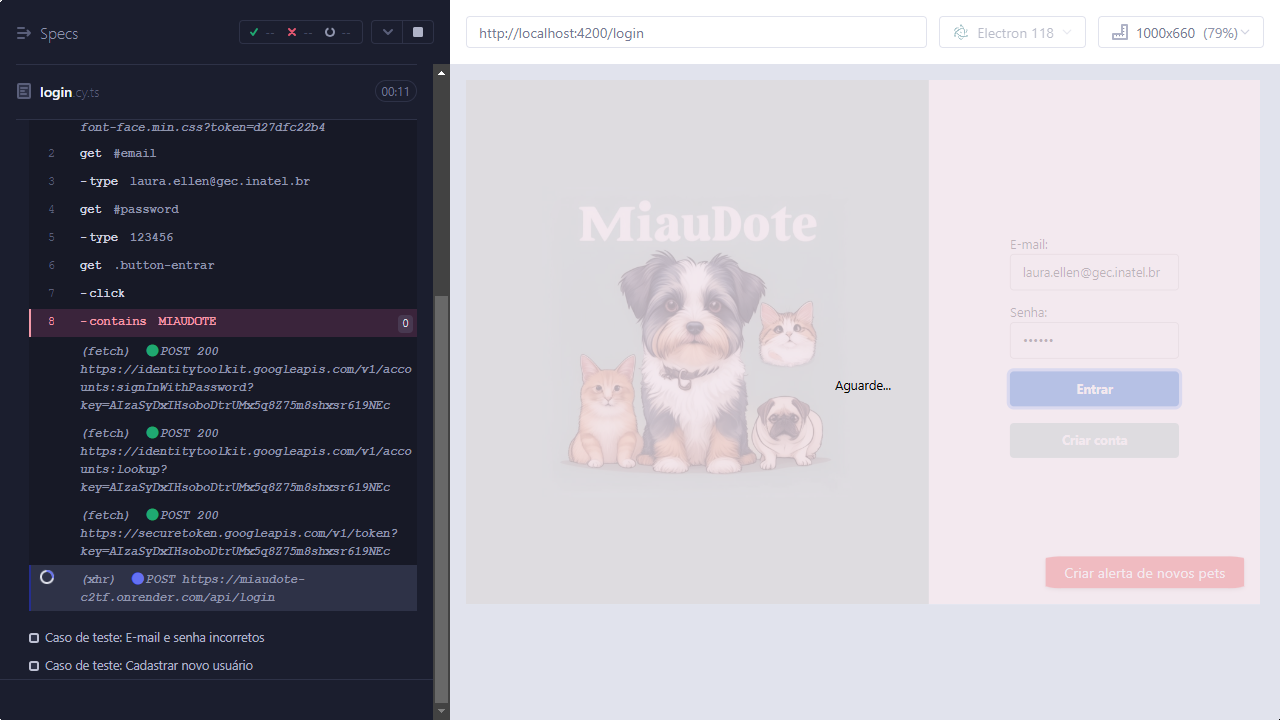 Specs
-- -- --
http://localhost:4200/login
Electron 118
1000x660 (79%)
login.cy.ts
00:11
font-face.min.css?token=d27dfc22b4
2 get #email
3 -type laura.ellen@gec.inatel.br
4 get #password
5 -type 123456
6 get .button-entrar
7 -click
8 -contains MIAUDOTE 0
(fetch) POST 200
https://identitytoolkit.googleapis.com/v1/acco
unts:signInWithPassword?
key=AIzaSyDxIHsoboDtrUMx5q8Z75m8shxsr619NEc
(fetch) POST 200
https://identitytoolkit.googleapis.com/v1/acco
unts:lookup?
key=AIzaSyDxIHsoboDtrUMx5q8Z75m8shxsr619NEc
(fetch) POST 200
https://securetoken.googleapis.com/v1/token?
key=AIzaSyDxIHsoboDtrUMx5q8Z75m8shxsr619NEc
(xhr) POST https://miaudote-
c2tf.onrender.com/api/login
Caso de teste: E-mail e senha incorretos
Caso de teste: Cadastrar novo usuário
MiauDote
E-mail:
laura.ellen@gec.inatel.br
Senha:
••••••
Aguarde...
Entrar
Criar conta
Criar alerta de novos pets